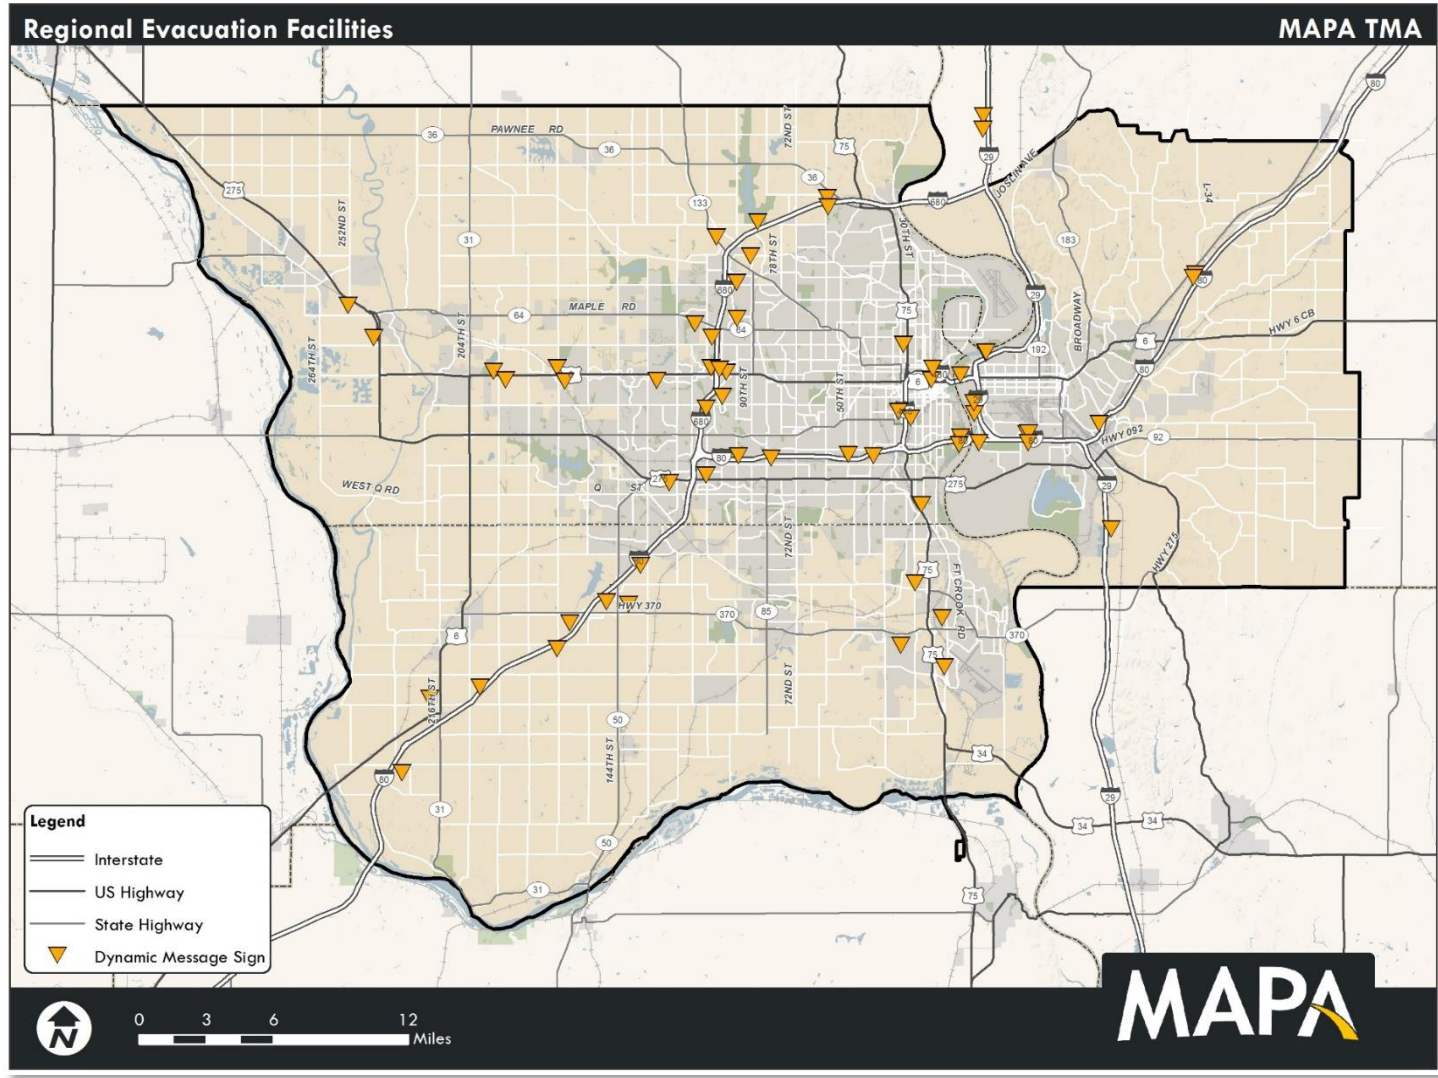 Regional Evacuation Facilities
MAPA TMA
80
PAWNEE RD
36
36
72ND ST
75
29
JOSLIN AVE
275
252ND ST
133
36
680
L-34
31
78TH ST
30TH ST
183
680
29
80
MAPLE RD
64
64
75
BROADWAY
HWY 6 CB
264TH ST
204TH ST
192
6
80
90TH ST
50TH ST
6
680
HWY 092
92
80
80
WEST Q RD
Q ST
275
29
72ND ST
HWY 275
75
FT CROOK RD
HWY 370
370
85
370
6
75
72ND ST
216TH ST
50
144TH ST
34
80
31
29
34
34
50
31
75
Legend
Interstate
US Highway
State Highway
Dynamic Message Sign
N
0 3 6 12
Miles
MAPA